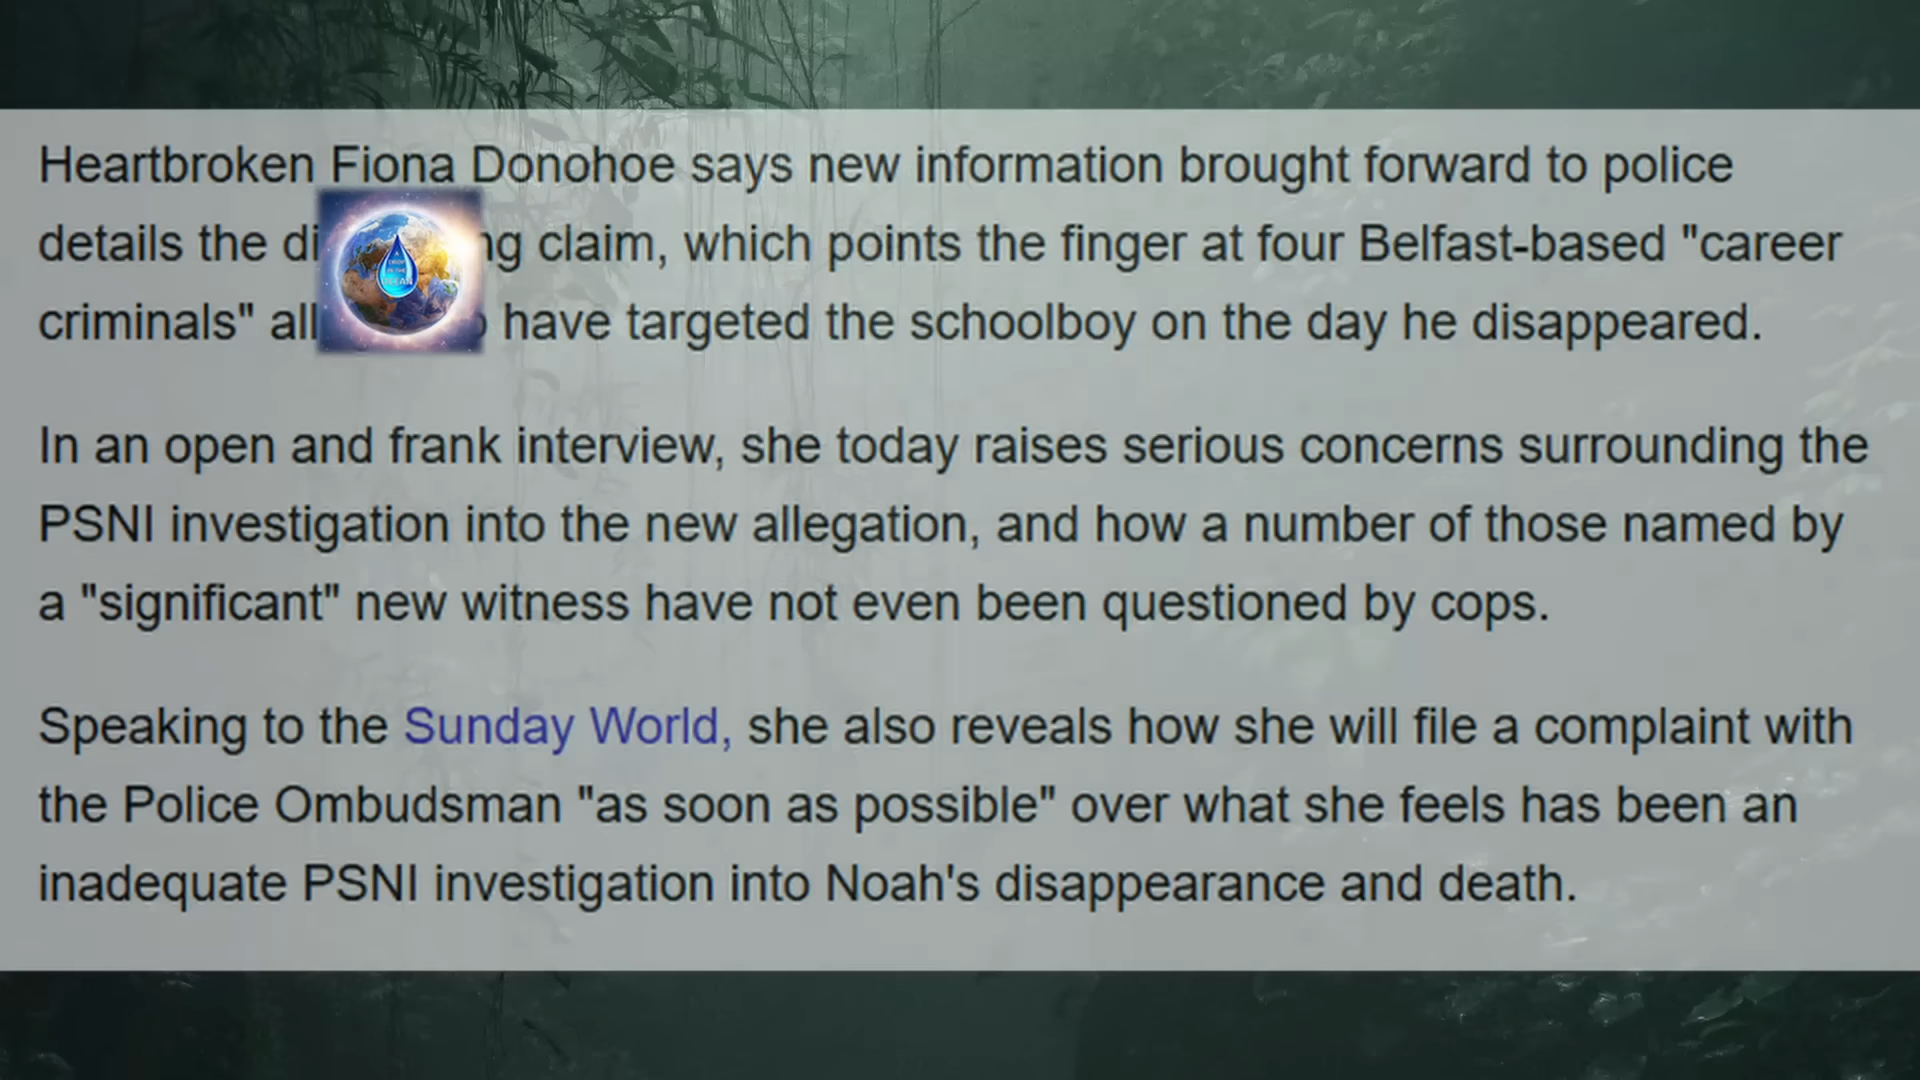 Heartbroken Fiona Donohoe says new information brought forward to police
details the claim, which points the finger at four Belfast-based "career
criminals" have targeted the schoolboy on the day he disappeared.
In an open and frank interview, she today raises serious concerns surrounding the
PSNI investigation into the new allegation, and how a number of those named by
a "significant" new witness have not even been questioned by cops.
Speaking to the Sunday World, she also reveals how she will file a complaint with
the Police Ombudsman "as soon as possible" over what she feels has been an
inadequate PSNI investigation into Noah's disappearance and death.
A
DROP
IN THE
OCEAN